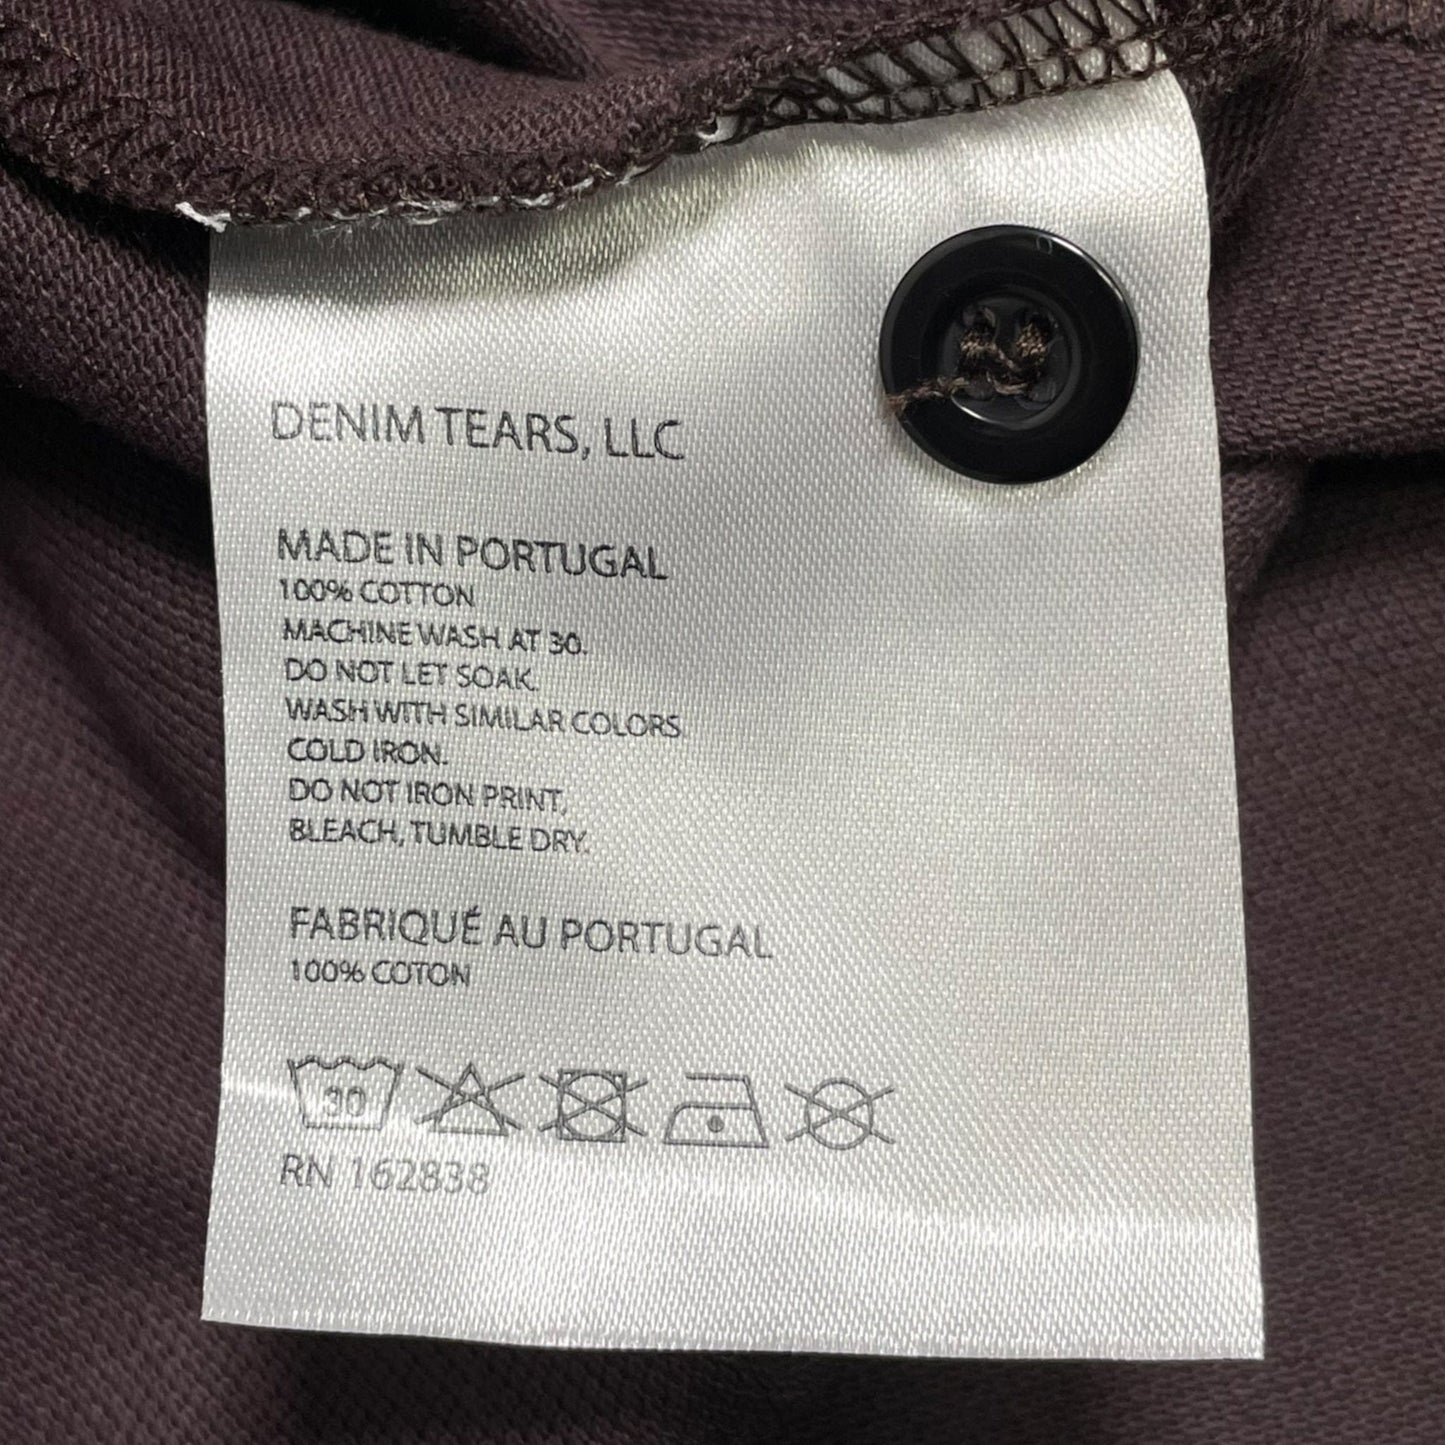 DENIM TEARS, LLC
MADE IN PORTUGAL
100% COTTON
MACHINE WASH AT 30.
DO NOT LET SOAK.
WASH WITH SIMILAR COLORS
COLD IRON.
DO NOT IRON PRINT,
BLEACH, TUMBLE DRY.
FABRIQUÉ AU PORTUGAL
100% COTON
30
RN 162838